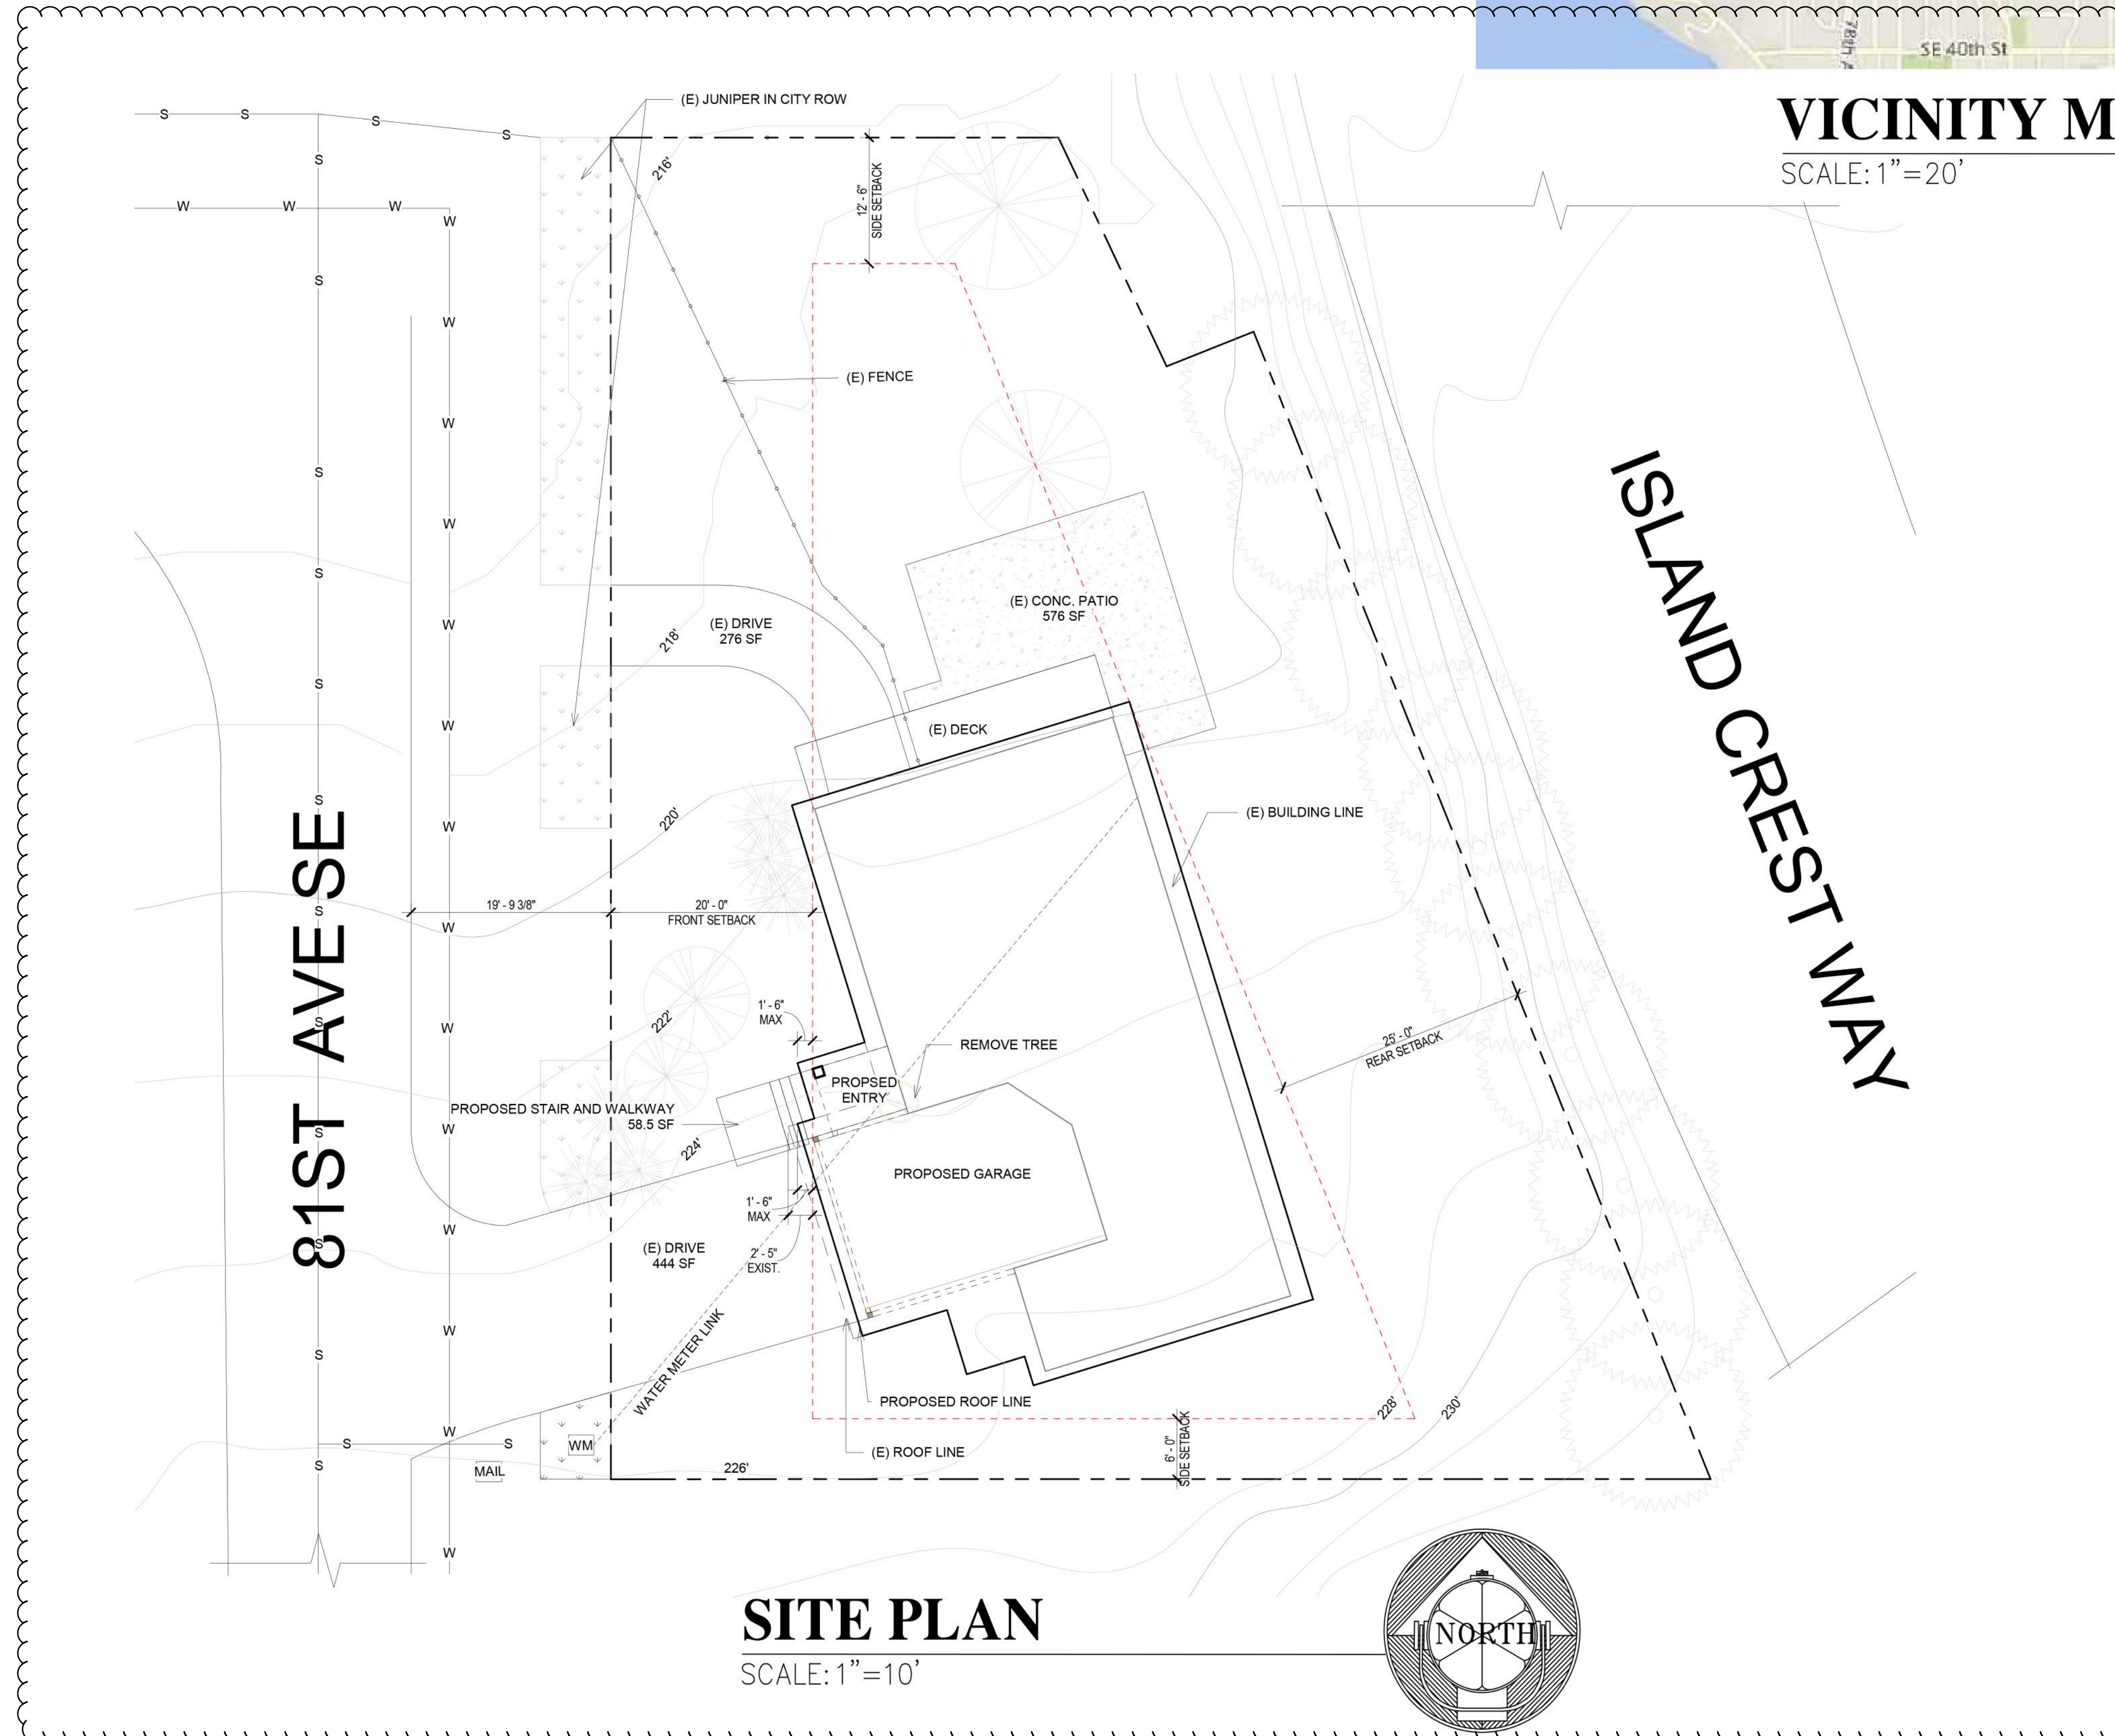 SE 40th St
78th A
VICINITY M
SCALE: 1"=20'
(E) JUNIPER IN CITY ROW
S
S
S
S
S
W
W
W
W
216'
12' - 6"
SIDE SETBACK
S
W
(E) FENCE
W
S
W
S
ISLAND CREST WAY
(E) CONC. PATIO
576 SF
(E) DRIVE
276 SF
W
218'
S
W
(E) DECK
S
220'
W
(E) BUILDING LINE
81ST AVE SE
19' - 9 3/8"
20' - 0"
FRONT SETBACK
S
W
1' - 6"
MAX
222'
S
W
25' - 0"
REAR SETBACK
REMOVE TREE
PROPSED
ENTRY
PROPOSED STAIR AND WALKWAY
58.5 SF
W
S
224'
PROPOSED GARAGE
1' - 6"
MAX
W
S
(E) DRIVE
444 SF
2' - 5"
EXIST.
W
S
WATER METER LINK
PROPOSED ROOF LINE
228'
230'
W
S
S
WM
(E) ROOF LINE
6' - 0"
SIDE SETBACK
S
MAIL
226'
W
SITE PLAN
SCALE: 1"=10'
NORTH